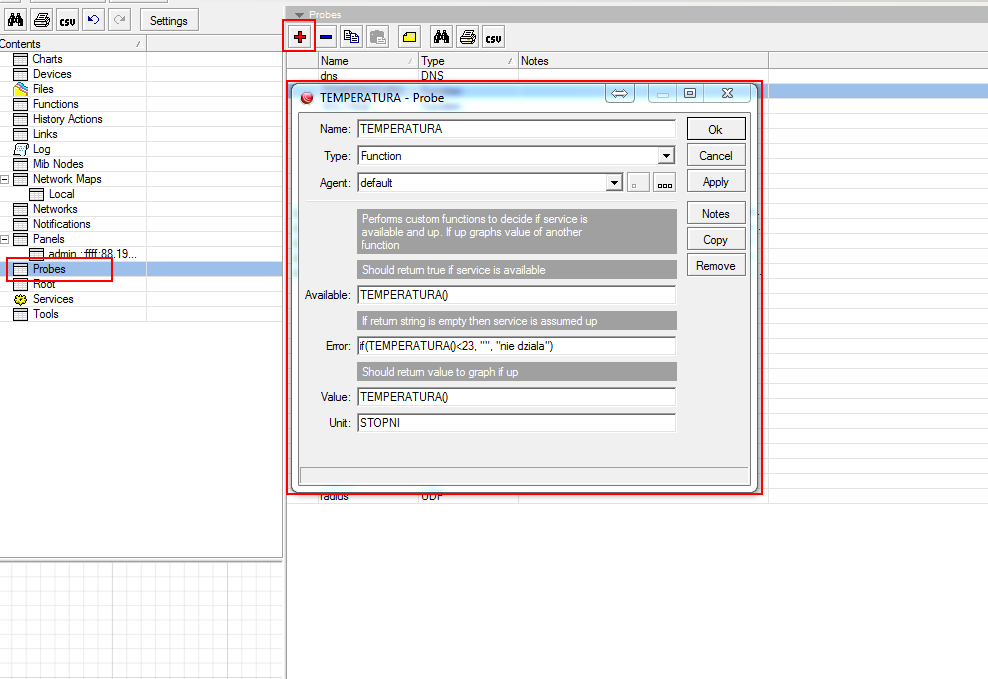 csv
Settings
Contents
Charts
Devices
Files
Functions
History Actions
Links
Log
Mib Nodes
Network Maps
Local
Networks
Notifications
Panels
admin :ffff:88.19...
Probes
Root
Services
Tools
Probes
csv
Name Type Notes
dns DNS
TEMPERATURA - Probe
Name: TEMPERATURA
Type: Function
Agent: default
Performs custom functions to decide if service is
available and up. If up graphs value of another
function
Should return true if service is available
Available: TEMPERATURA()
If return string is empty then service is assumed up
Error: if(TEMPERATURA()<23, "", "nie dziala")
Should return value to graph if up
Value: TEMPERATURA()
Unit: STOPNI
Ok
Cancel
Apply
Notes
Copy
Remove
radius UDP